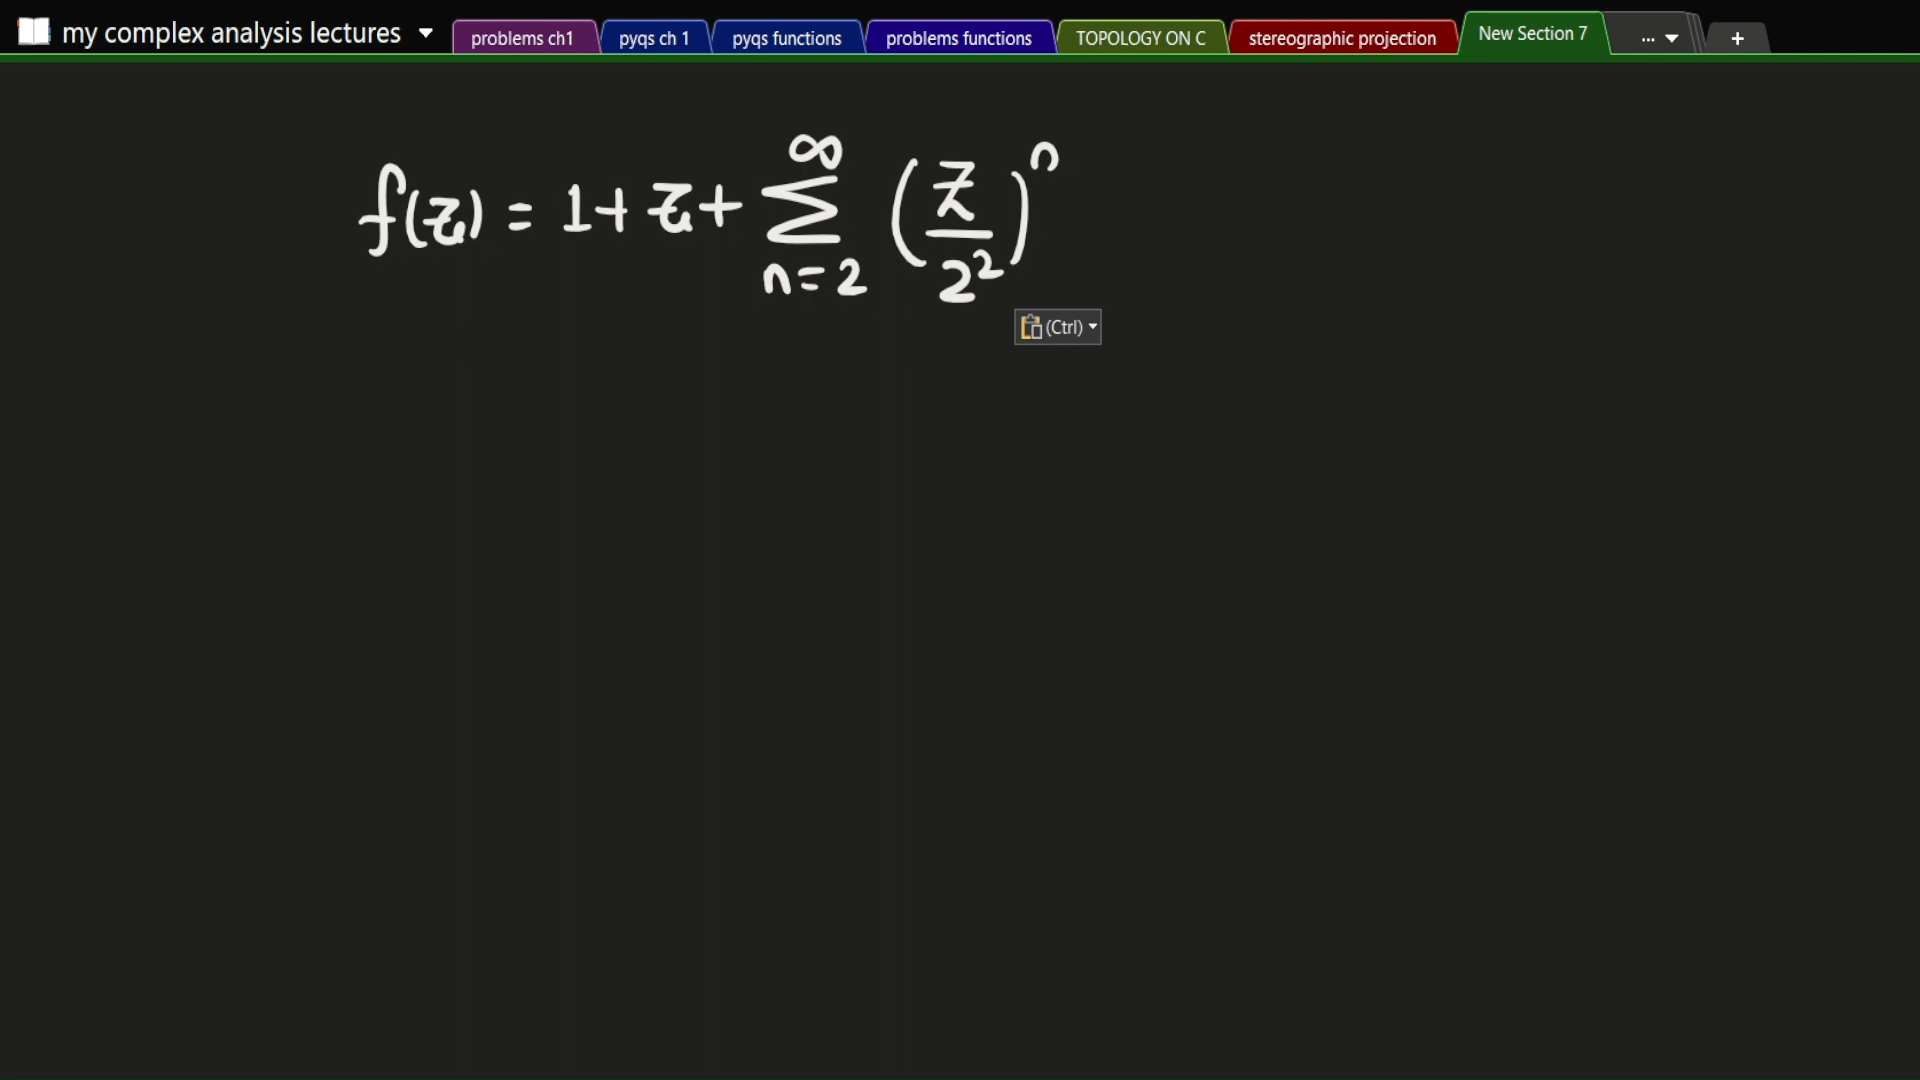 my complex analysis lectures
problems ch1
pyqs ch 1
pyqs functions
problems functions
TOPOLOGY ON C
stereographic projection
New Section 7
...
+
f(z) = 1 + z + ∑_{n=2}^{∞} (z/2^2)^n
(Ctrl)